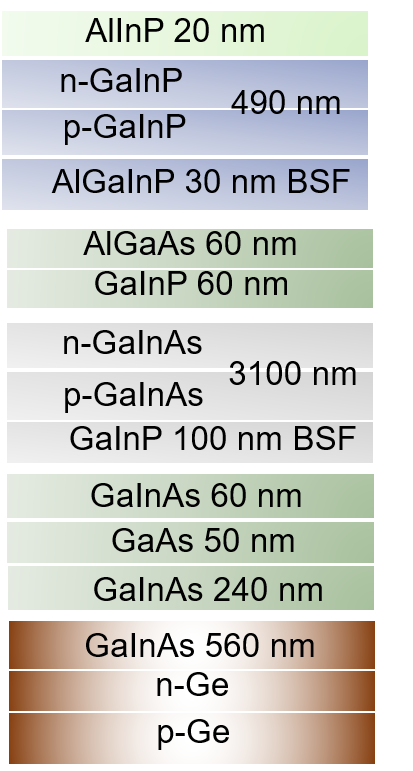 AlInP 20 nm
n-GaInP
490 nm
p-GaInP
AlGaInP 30 nm BSF
AlGaAs 60 nm
GaInP 60 nm
n-GaInAs
3100 nm
p-GaInAs
GaInP 100 nm BSF
GaInAs 60 nm
GaAs 50 nm
GaInAs 240 nm
GaInAs 560 nm
n-Ge
p-Ge